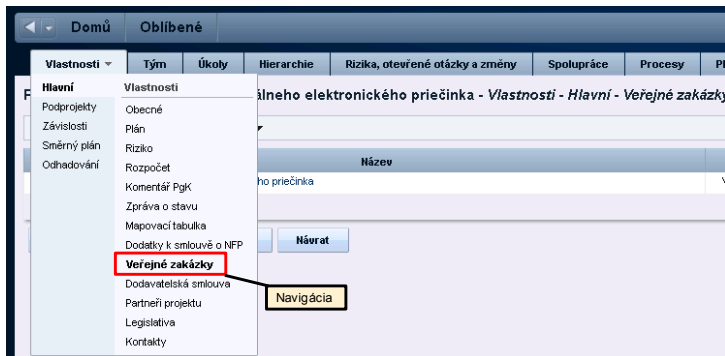 Domů Oblíbené
Vlastnosti Tým Úkoly Hierarchie Rizika, otevřené otázky a změny Spolupráce Procesy
álneho elektronického priečinka - Vlastnosti - Hlavní - Veřejné zakázky
Hlavní
Podprojekty
Závislosti
Směrný plán
Odhadování
Vlastnosti
Obecné
Plán
Riziko
Rozpočet
Komentář PgK
Zpráva o stavu
Mapovací tabulka
Dodatky k smlouvě o NFP
Veřejné zakázky
Dodavatelská smlouva
Partneři projektu
Legislativa
Kontakty
Název
ho priečinka
Návrat
Navigácia